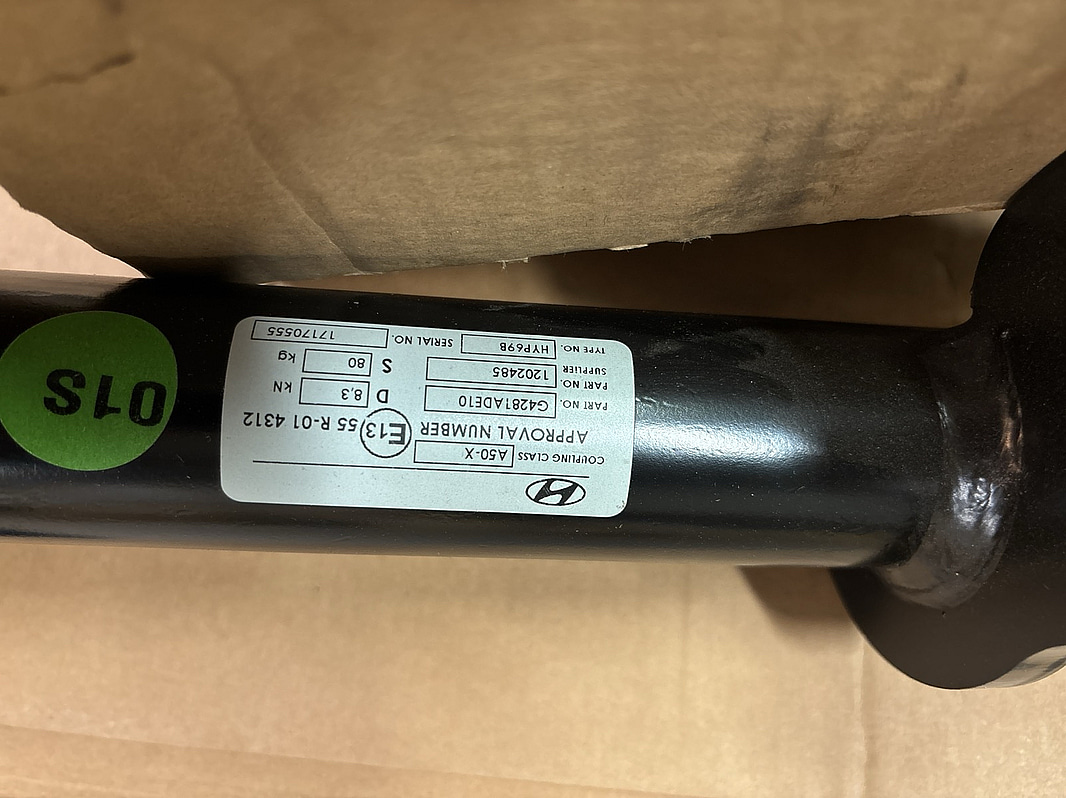 COUPLING CLASS A50-X
APPROVAL NUMBER E13 55 R-01 4312
PART NO. G4281ADE10 D 8,3 kN
SUPPLIER PART NO. 1202485 S 80 kg
TYPE NO. HYP69B SERIAL NO. 17170555
01S